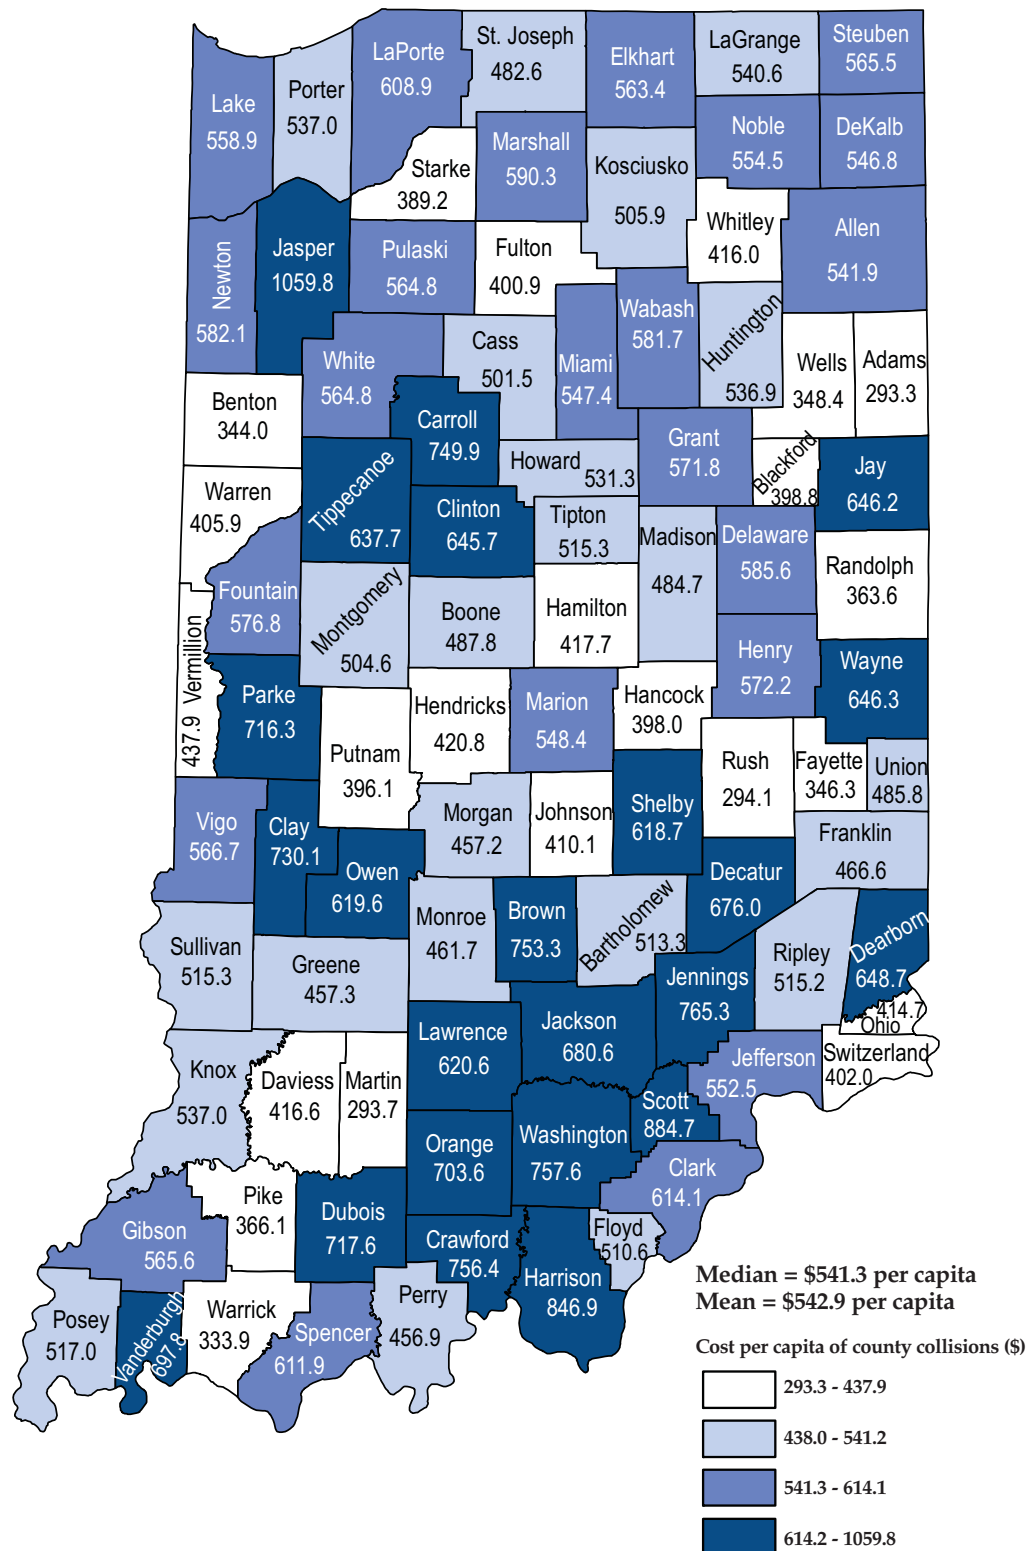 St. Joseph
482.6
LaPorte
608.9
Elkhart
563.4
LaGrange
540.6
Steuben
565.5
Lake
558.9
Porter
537.0
Noble
554.5
DeKalb
546.8
Marshall
590.3
Starke
389.2
Kosciusko
505.9
Whitley
416.0
Allen
541.9
Newton
582.1
Jasper
1059.8
Pulaski
564.8
Fulton
400.9
Wabash
581.7
Huntington
536.9
Miami
547.4
Cass
501.5
White
564.8
Wells
348.4
Adams
293.3
Benton
344.0
Carroll
749.9
Grant
571.8
Blackford
398.8
Jay
646.2
Howard
531.3
Warren
405.9
Tippecanoe
637.7
Clinton
645.7
Tipton
515.3
Madison
484.7
Delaware
585.6
Randolph
363.6
Fountain
576.8
Montgomery
504.6
Boone
487.8
Hamilton
417.7
Henry
572.2
Wayne
646.3
Vermillion
437.9
Parke
716.3
Putnam
396.1
Hendricks
420.8
Marion
548.4
Hancock
398.0
Rush
294.1
Fayette
346.3
Union
485.8
Vigo
566.7
Clay
730.1
Owen
619.6
Morgan
457.2
Johnson
410.1
Shelby
618.7
Franklin
466.6
Decatur
676.0
Sullivan
515.3
Greene
457.3
Monroe
461.7
Brown
753.3
Bartholomew
513.3
Jennings
765.3
Ripley
515.2
Dearborn
648.7
414.7
Ohio
Switzerland
402.0
Jefferson
552.5
Lawrence
620.6
Jackson
680.6
Knox
537.0
Daviess
416.6
Martin
293.7
Scott
884.7
Orange
703.6
Washington
757.6
Clark
614.1
Pike
366.1
Dubois
717.6
Gibson
565.6
Crawford
756.4
Floyd
510.6
Harrison
846.9
Posey
517.0
Vanderburgh
697.8
Warrick
333.9
Spencer
611.9
Perry
456.9
Median = $541.3 per capita
Mean = $542.9 per capita
Cost per capita of county collisions ($)
293.3 - 437.9
438.0 - 541.2
541.3 - 614.1
614.2 - 1059.8